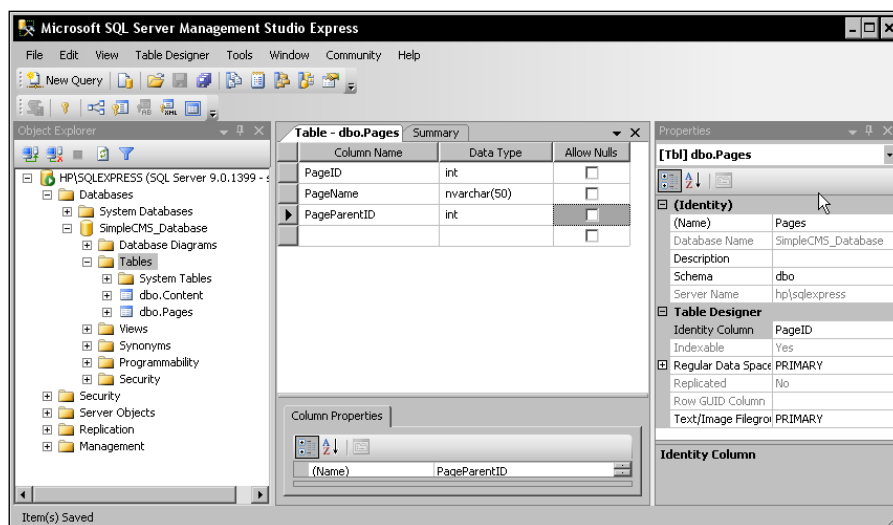 Microsoft SQL Server Management Studio Express
File Edit View Table Designer Tools Window Community Help
New Query
Object Explorer
HP\SQLEXPRESS (SQL Server 9.0.1399 - s
Databases
System Databases
SimpleCMS_Database
Database Diagrams
Tables
System Tables
dbo.Content
dbo.Pages
Views
Synonyms
Programmability
Security
Security
Server Objects
Replication
Management
Table - dbo.Pages Summary
Column Name Data Type Allow Nulls
PageID int
PageName nvarchar(50)
PageParentID int
Column Properties
(Name) PageParentID
Properties
[Tbl] dbo.Pages
(Identity)
(Name) Pages
Database Name SimpleCMS_Database
Description
Schema dbo
Server Name hp\sqlexpress
Table Designer
Identity Column PageID
Indexable Yes
Regular Data Space PRIMARY
Replicated No
Row GUID Column
Text/Image Filegrou PRIMARY
Identity Column
Item(s) Saved